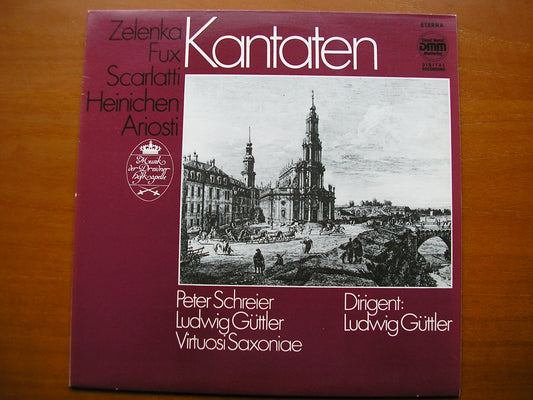 Zelenka
Fux
Scarlatti
Heinichen
Ariosti
Kantaten
ETERNA
DMM
DIGITAL
RECORDING
Musik
der Dresdner
Hofkapelle
Peter Schreier
Ludwig Güttler
Virtuosi Saxoniae
Dirigent:
Ludwig Güttler